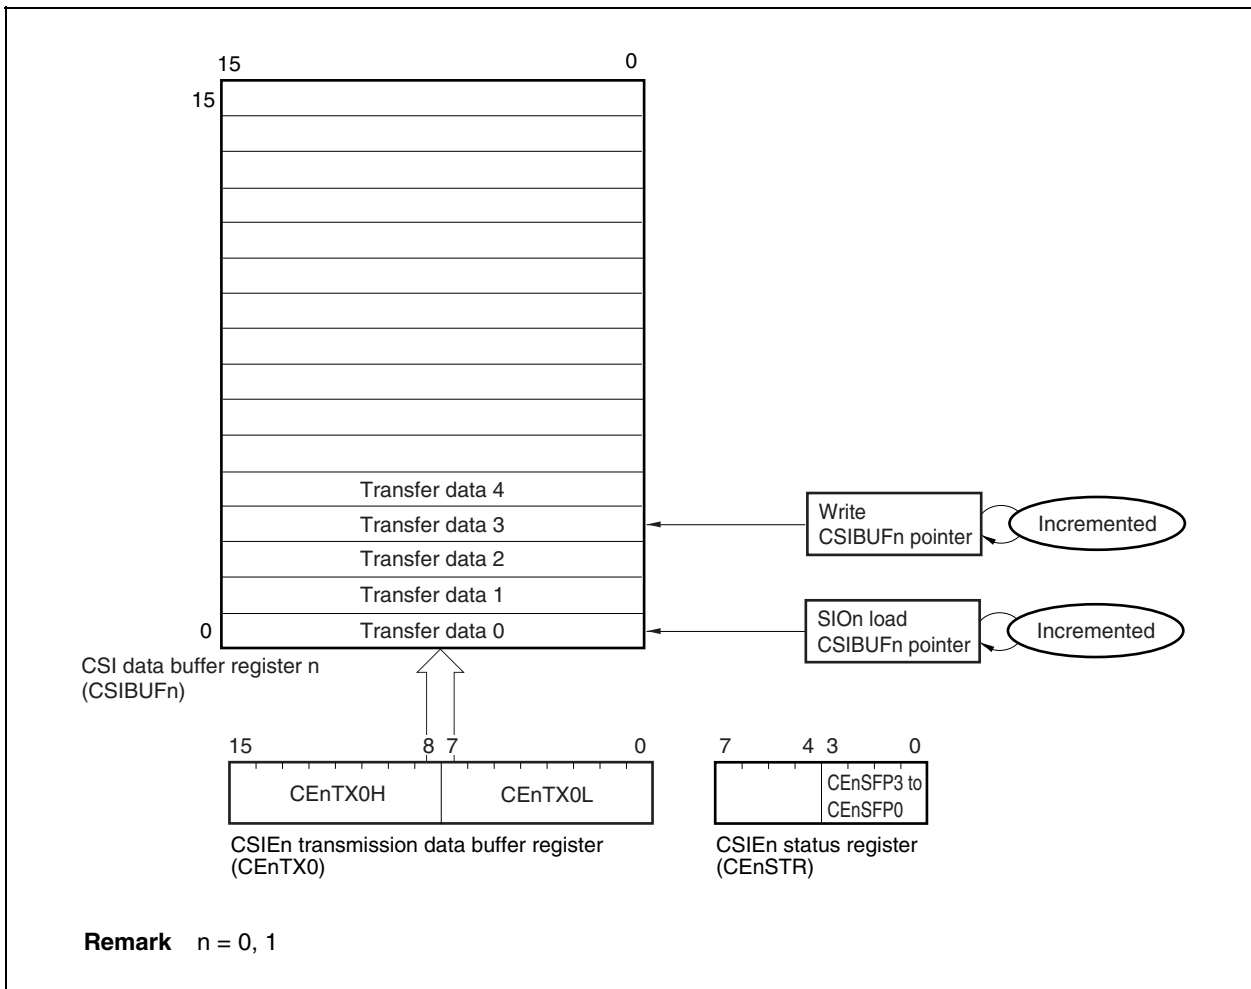 15 0
15
Transfer data 4
Transfer data 3
Transfer data 2
Transfer data 1
0 Transfer data 0
Write
CSIBUFn pointer
Incremented
SIOn load
CSIBUFn pointer
Incremented
CSI data buffer register n
(CSIBUFn)
15 8 7 0
CEnTX0H CEnTX0L
CSIEn transmission data buffer register
(CEnTX0)
7 4 3 0
CEnSFP3 to
CEnSFP0
CSIEn status register
(CEnSTR)
Remark n = 0, 1